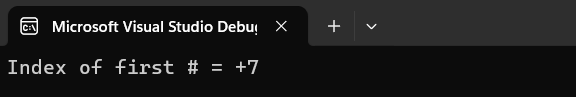 Microsoft Visual Studio Debug
Index of first # = +7